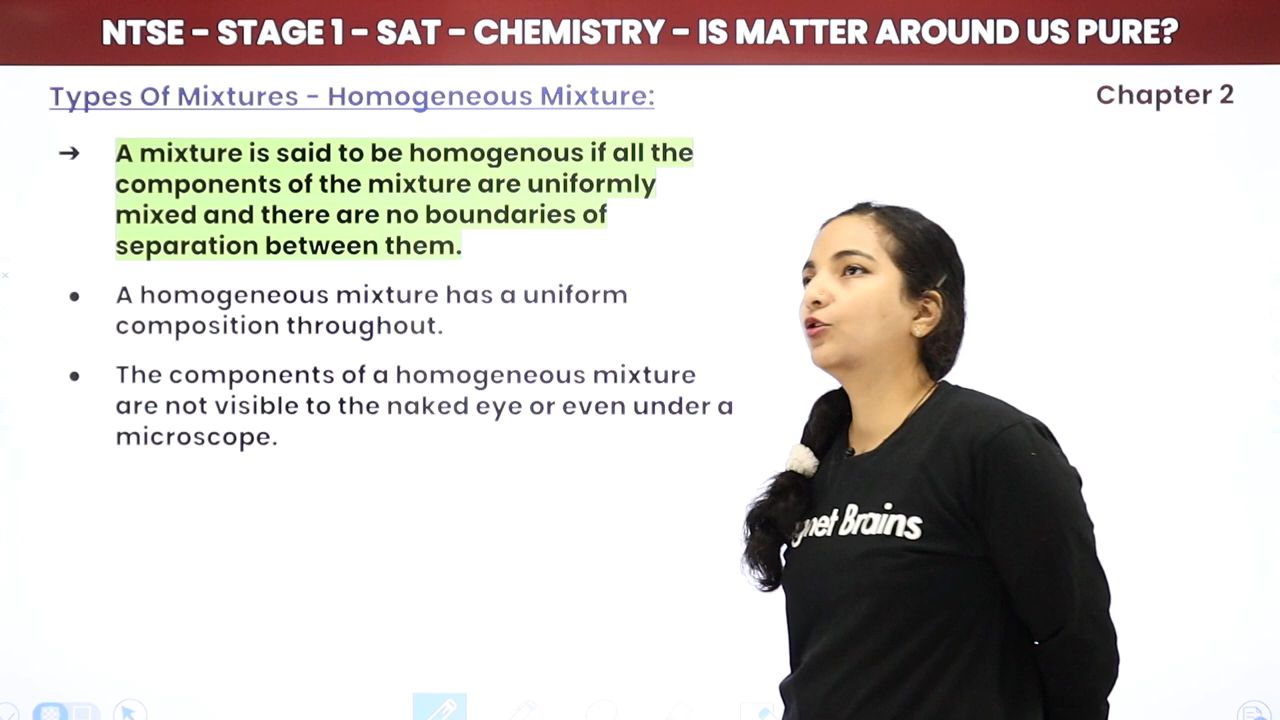 NTSE – STAGE 1 – SAT – CHEMISTRY – IS MATTER AROUND US PURE?
Types Of Mixtures – Homogeneous Mixture:
Chapter 2
→ A mixture is said to be homogenous if all the
components of the mixture are uniformly
mixed and there are no boundaries of
separation between them.
• A homogeneous mixture has a uniform
composition throughout.
• The components of a homogeneous mixture
are not visible to the naked eye or even under a
microscope.
Brains